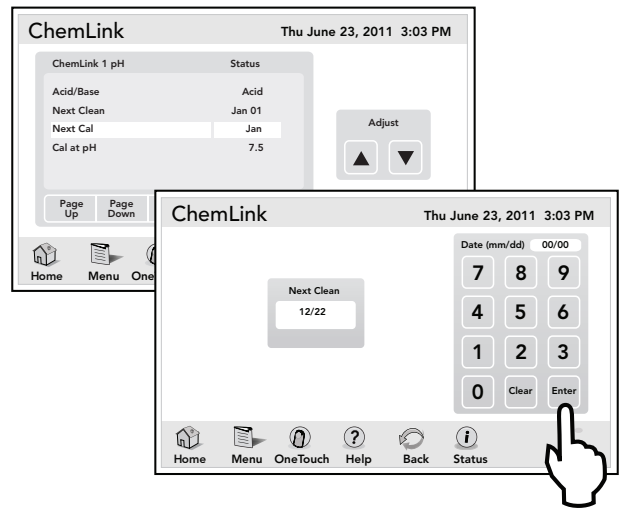 ChemLink Thu June 23, 2011 3:03 PM
ChemLink 1 pH Status
Acid/Base Acid
Next Clean Jan 01
Next Cal Jan
Cal at pH 7.5
Adjust
Page Up Page Down
Home Menu One
ChemLink Thu June 23, 2011 3:03 PM
Date (mm/dd) 00/00
Next Clean
12/22
7 8 9
4 5 6
1 2 3
0 Clear Enter
Home Menu OneTouch Help Back Status